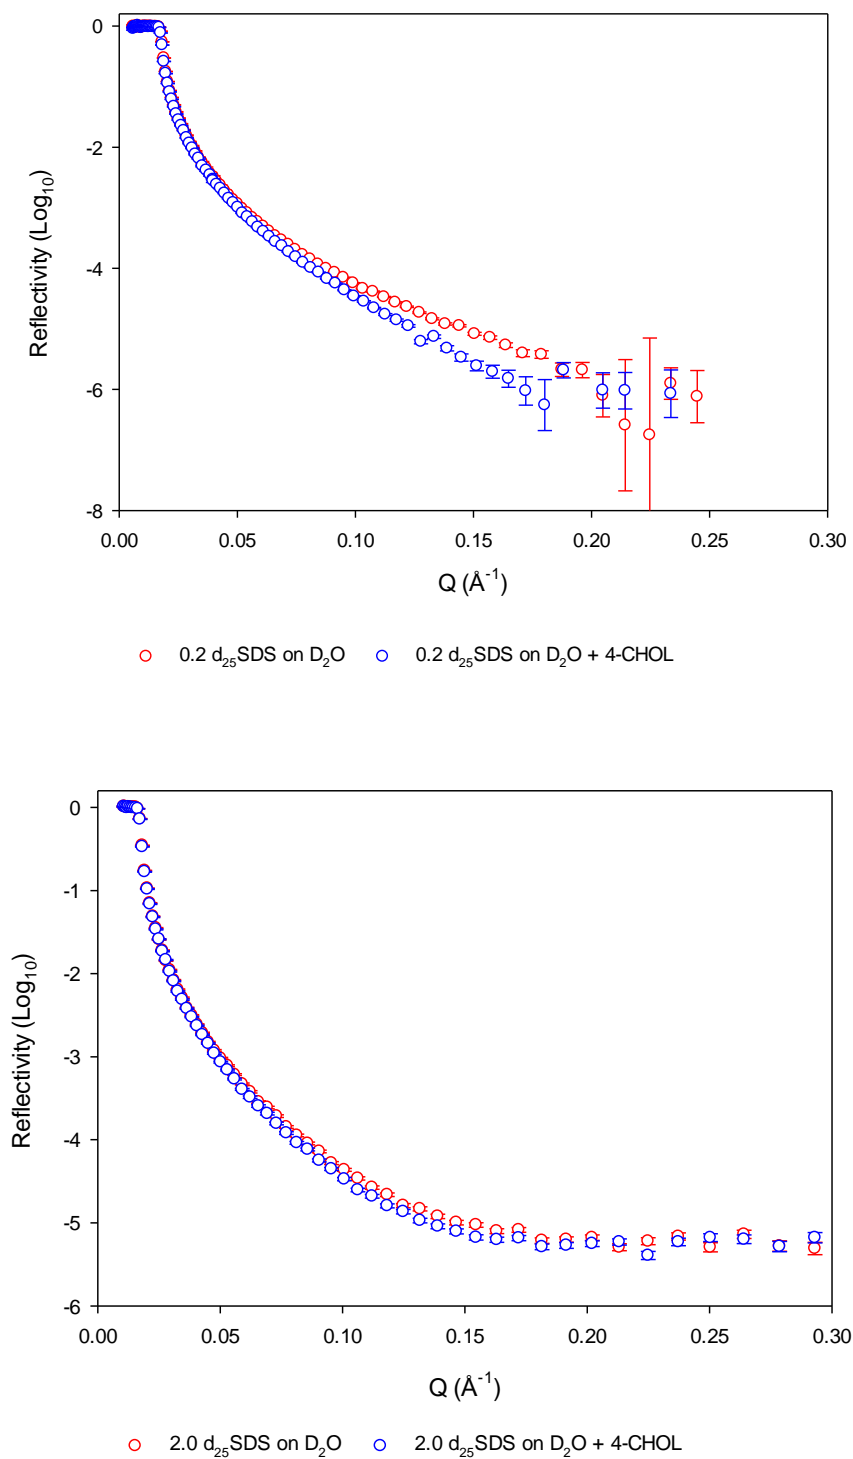 0
-2
-4
-6
-8
Reflectivity (Log₁₀)
0.00 0.05 0.10 0.15 0.20 0.25 0.30
Q (Å⁻¹)
0.2 d₂₅SDS on D₂O 0.2 d₂₅SDS on D₂O + 4-CHOL
0
-1
-2
-3
-4
-5
-6
Reflectivity (Log₁₀)
0.00 0.05 0.10 0.15 0.20 0.25 0.30
Q (Å⁻¹)
2.0 d₂₅SDS on D₂O 2.0 d₂₅SDS on D₂O + 4-CHOL